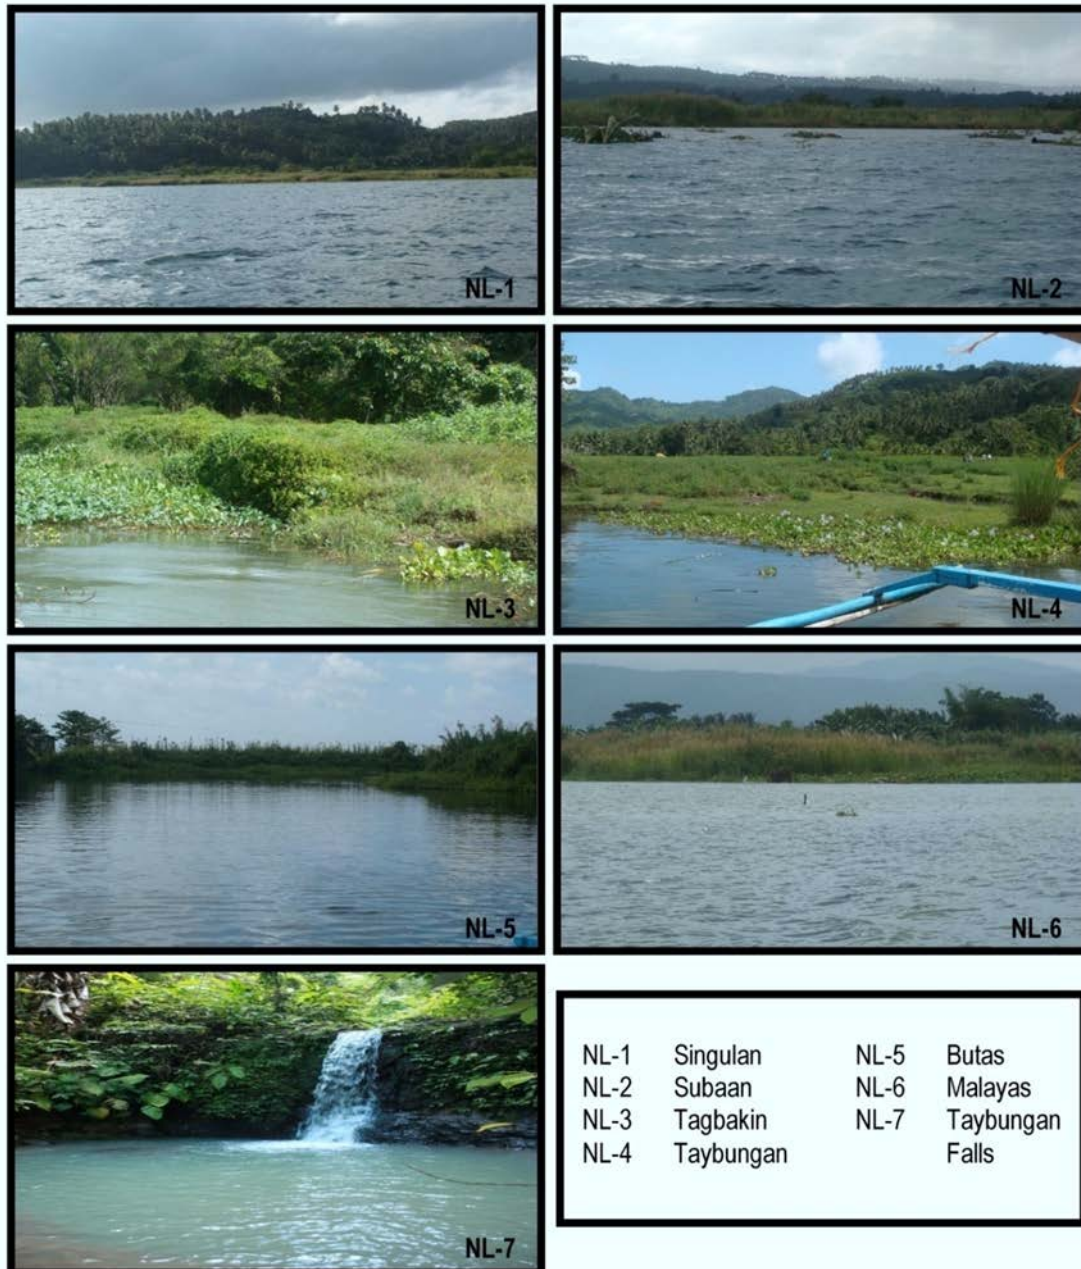 NL-1
NL-2
NL-3
NL-4
NL-5
NL-6
NL-7
NL-1 Singulan NL-5 Butas
NL-2 Subaan NL-6 Malayas
NL-3 Tagbakin NL-7 Taybungan
NL-4 Taybungan Falls